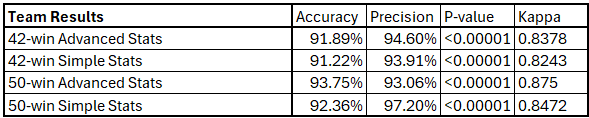 Team Results Accuracy Precision P-value Kappa
42-win Advanced Stats 91.89% 94.60% <0.00001 0.8378
42-win Simple Stats 91.22% 93.91% <0.00001 0.8243
50-win Advanced Stats 93.75% 93.06% <0.00001 0.875
50-win Simple Stats 92.36% 97.20% <0.00001 0.8472